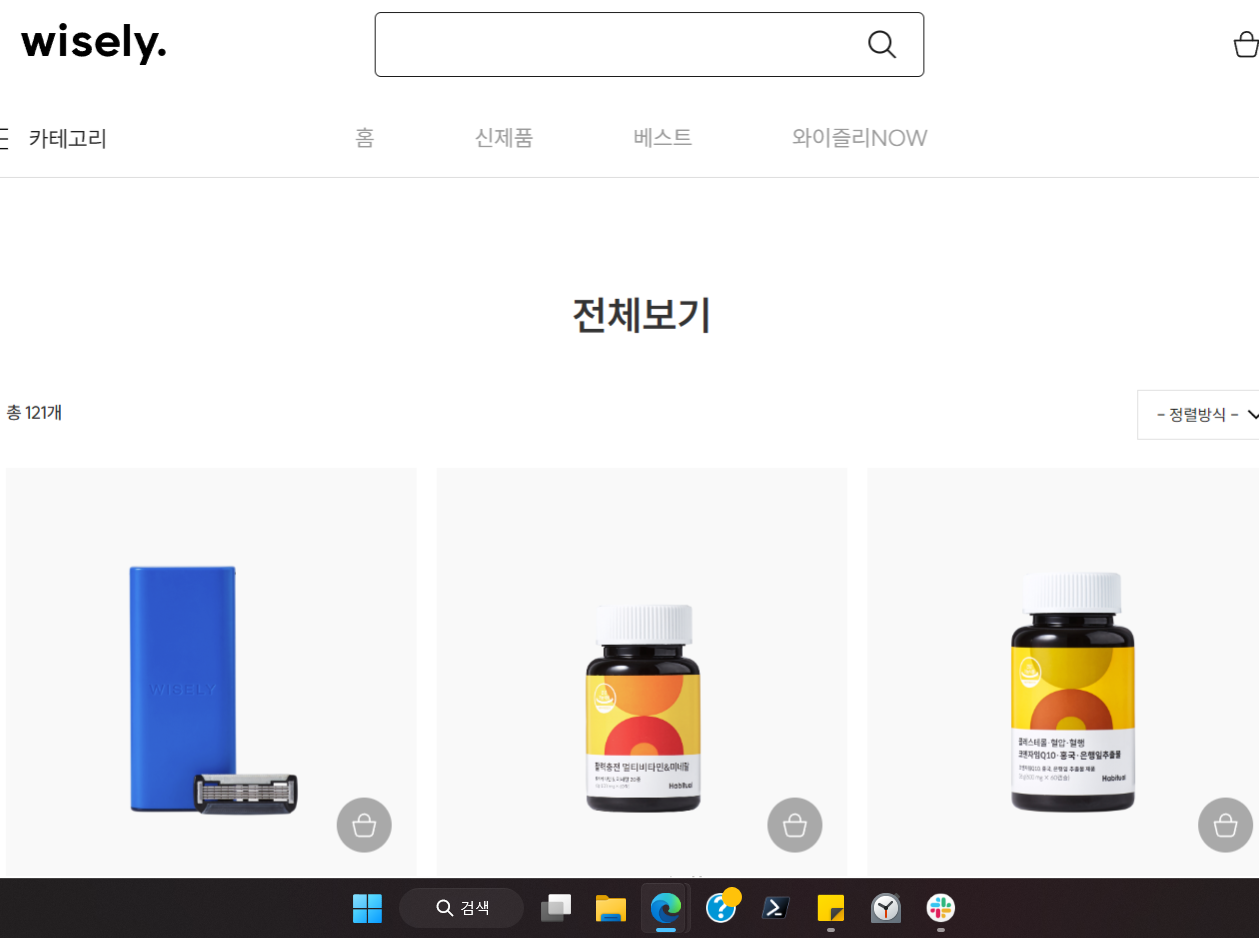 wisely.
카테고리
홈
신제품
베스트
와이즐리NOW
전체보기
총 121개
- 정렬방식 -
WISELY
활력충전 멀티비타민&미네랄
Habitual
콜레스테롤·혈압·혈행
코엔자임Q10·홍국·은행잎추출물
Habitual
검색